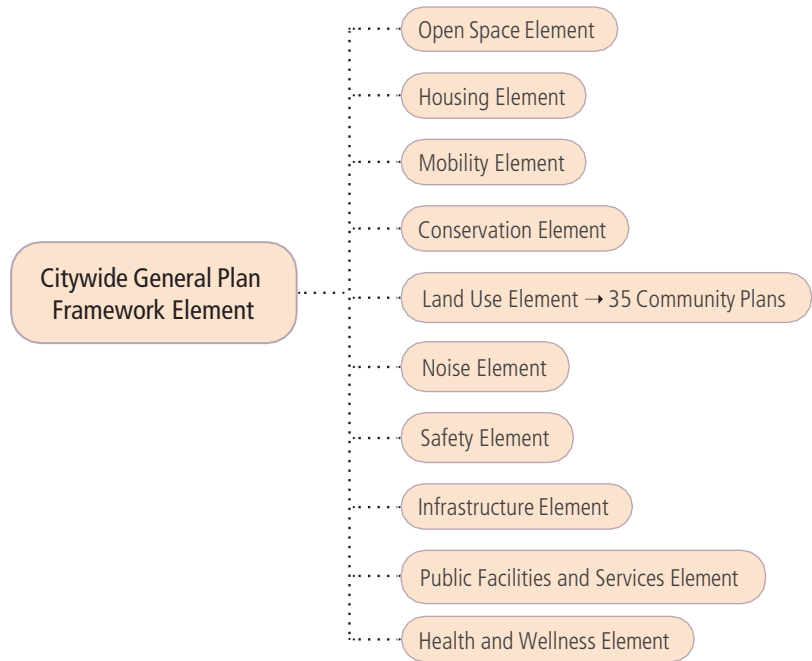 Open Space Element
Housing Element
Mobility Element
Conservation Element
Citywide General Plan
Framework Element
Land Use Element → 35 Community Plans
Noise Element
Safety Element
Infrastructure Element
Public Facilities and Services Element
Health and Wellness Element